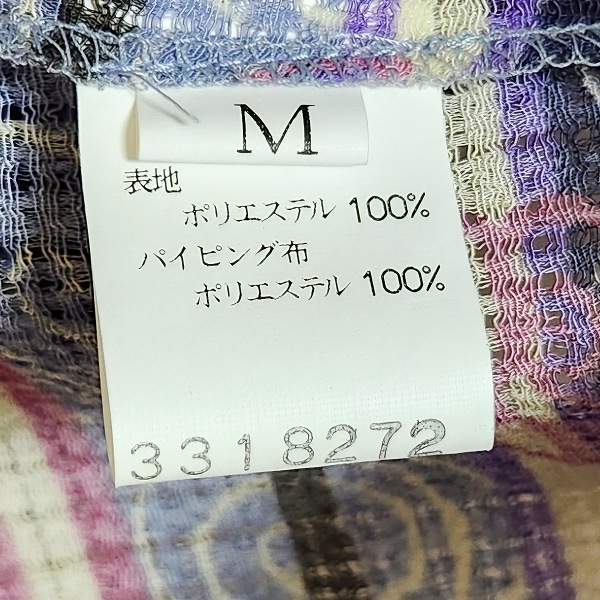 M
表地
ポリエステル 100%
パイピング布
ポリエステル 100%
3318272